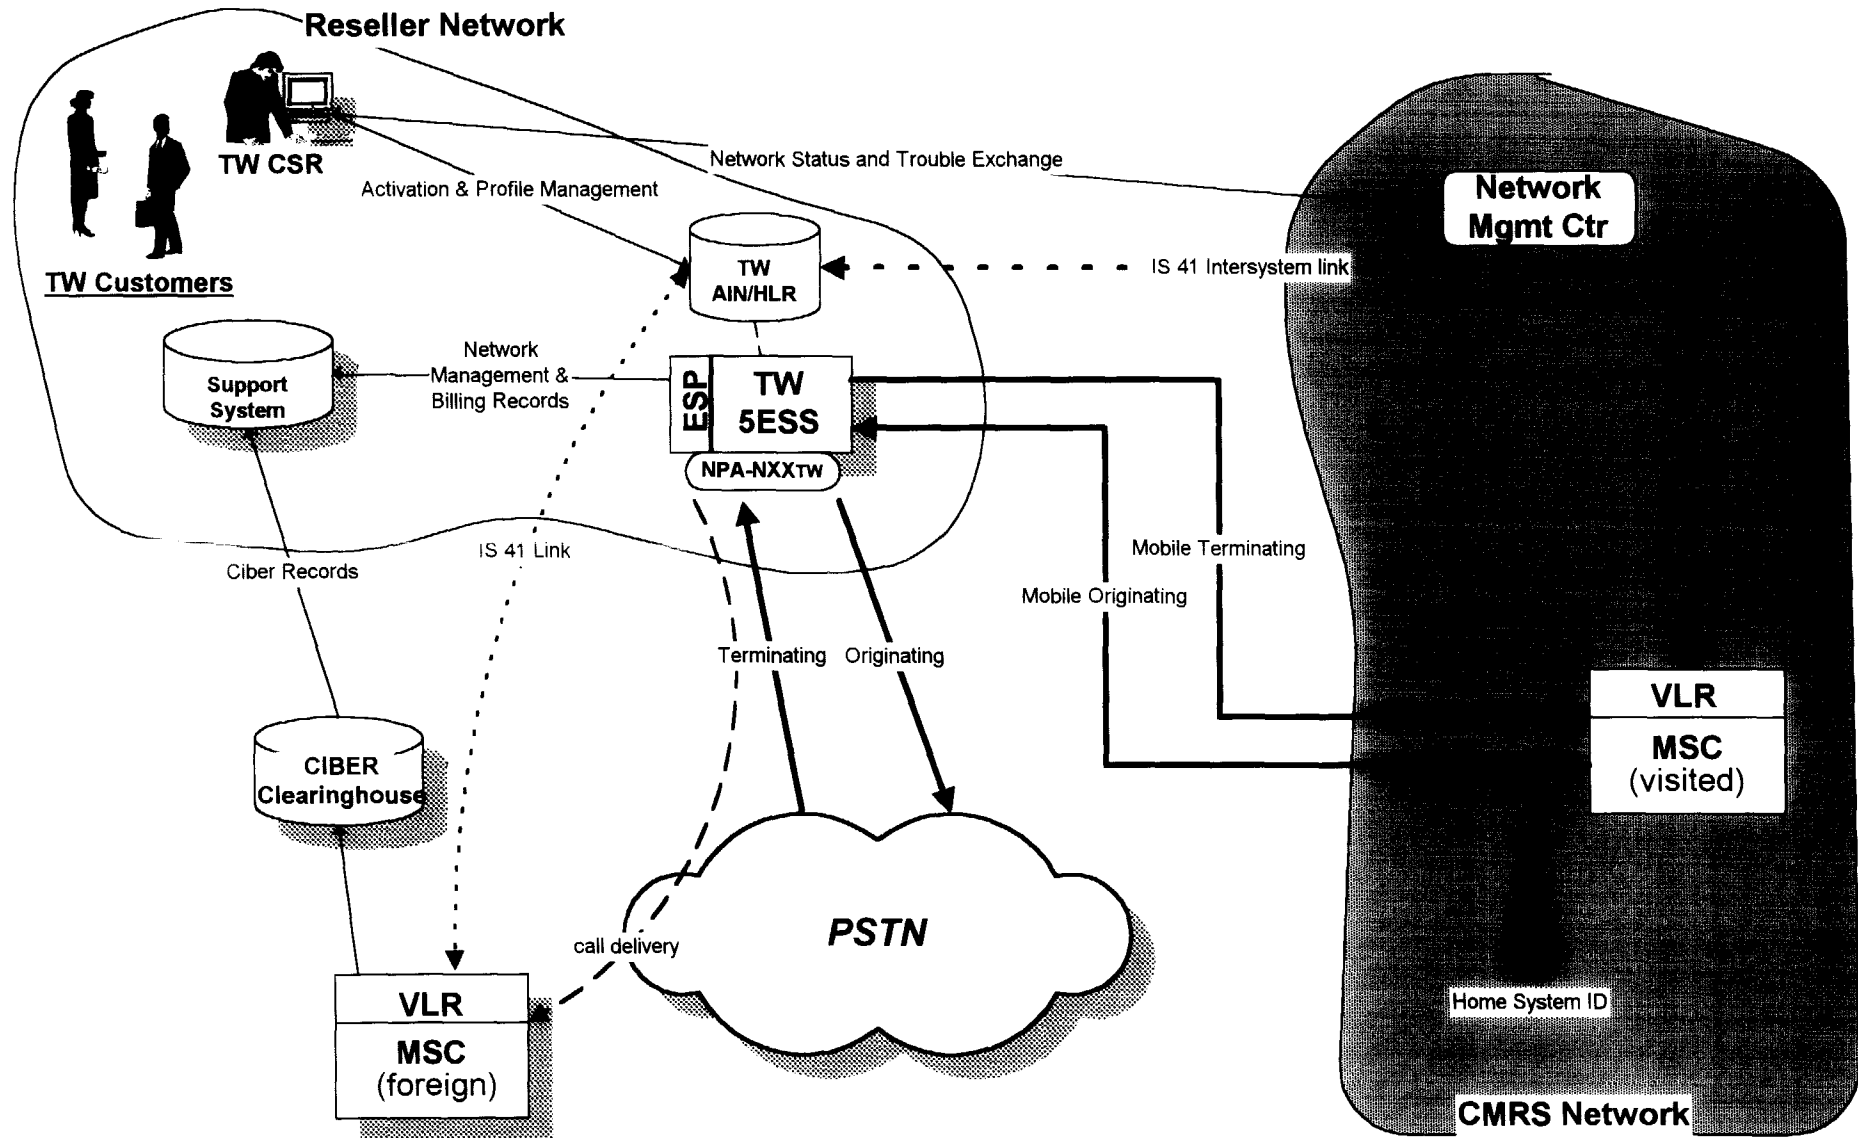 Reseller Network
TW CSR
TW Customers
Network Status and Trouble Exchange
Activation & Profile Management
Network
Mgmt Ctr
TW
AIN/HLR
IS 41 Intersystem link
Support
System
Network
Management &
Billing Records
ESP
TW
5ESS
NPA-NXXTW
IS 41 Link
Ciber Records
Mobile Terminating
Mobile Originating
Terminating
Originating
VLR
MSC
(visited)
CIBER
Clearinghouse
PSTN
call delivery
VLR
MSC
(foreign)
Home System ID
CMRS Network